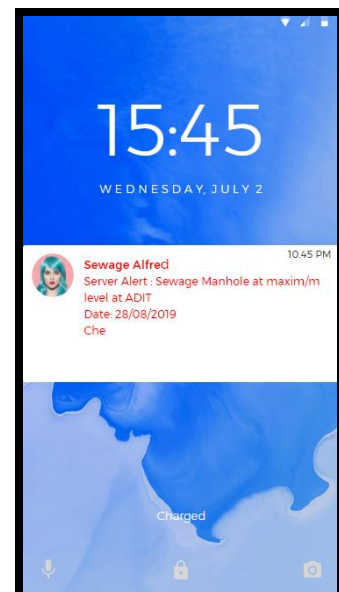 15:45
WEDNESDAY, JULY 2
10.45 PM
Sewage Alfred
Server Alert : Sewage Manhole at maxim/m
level at ADIT
Date: 28/08/2019
Che
Charged